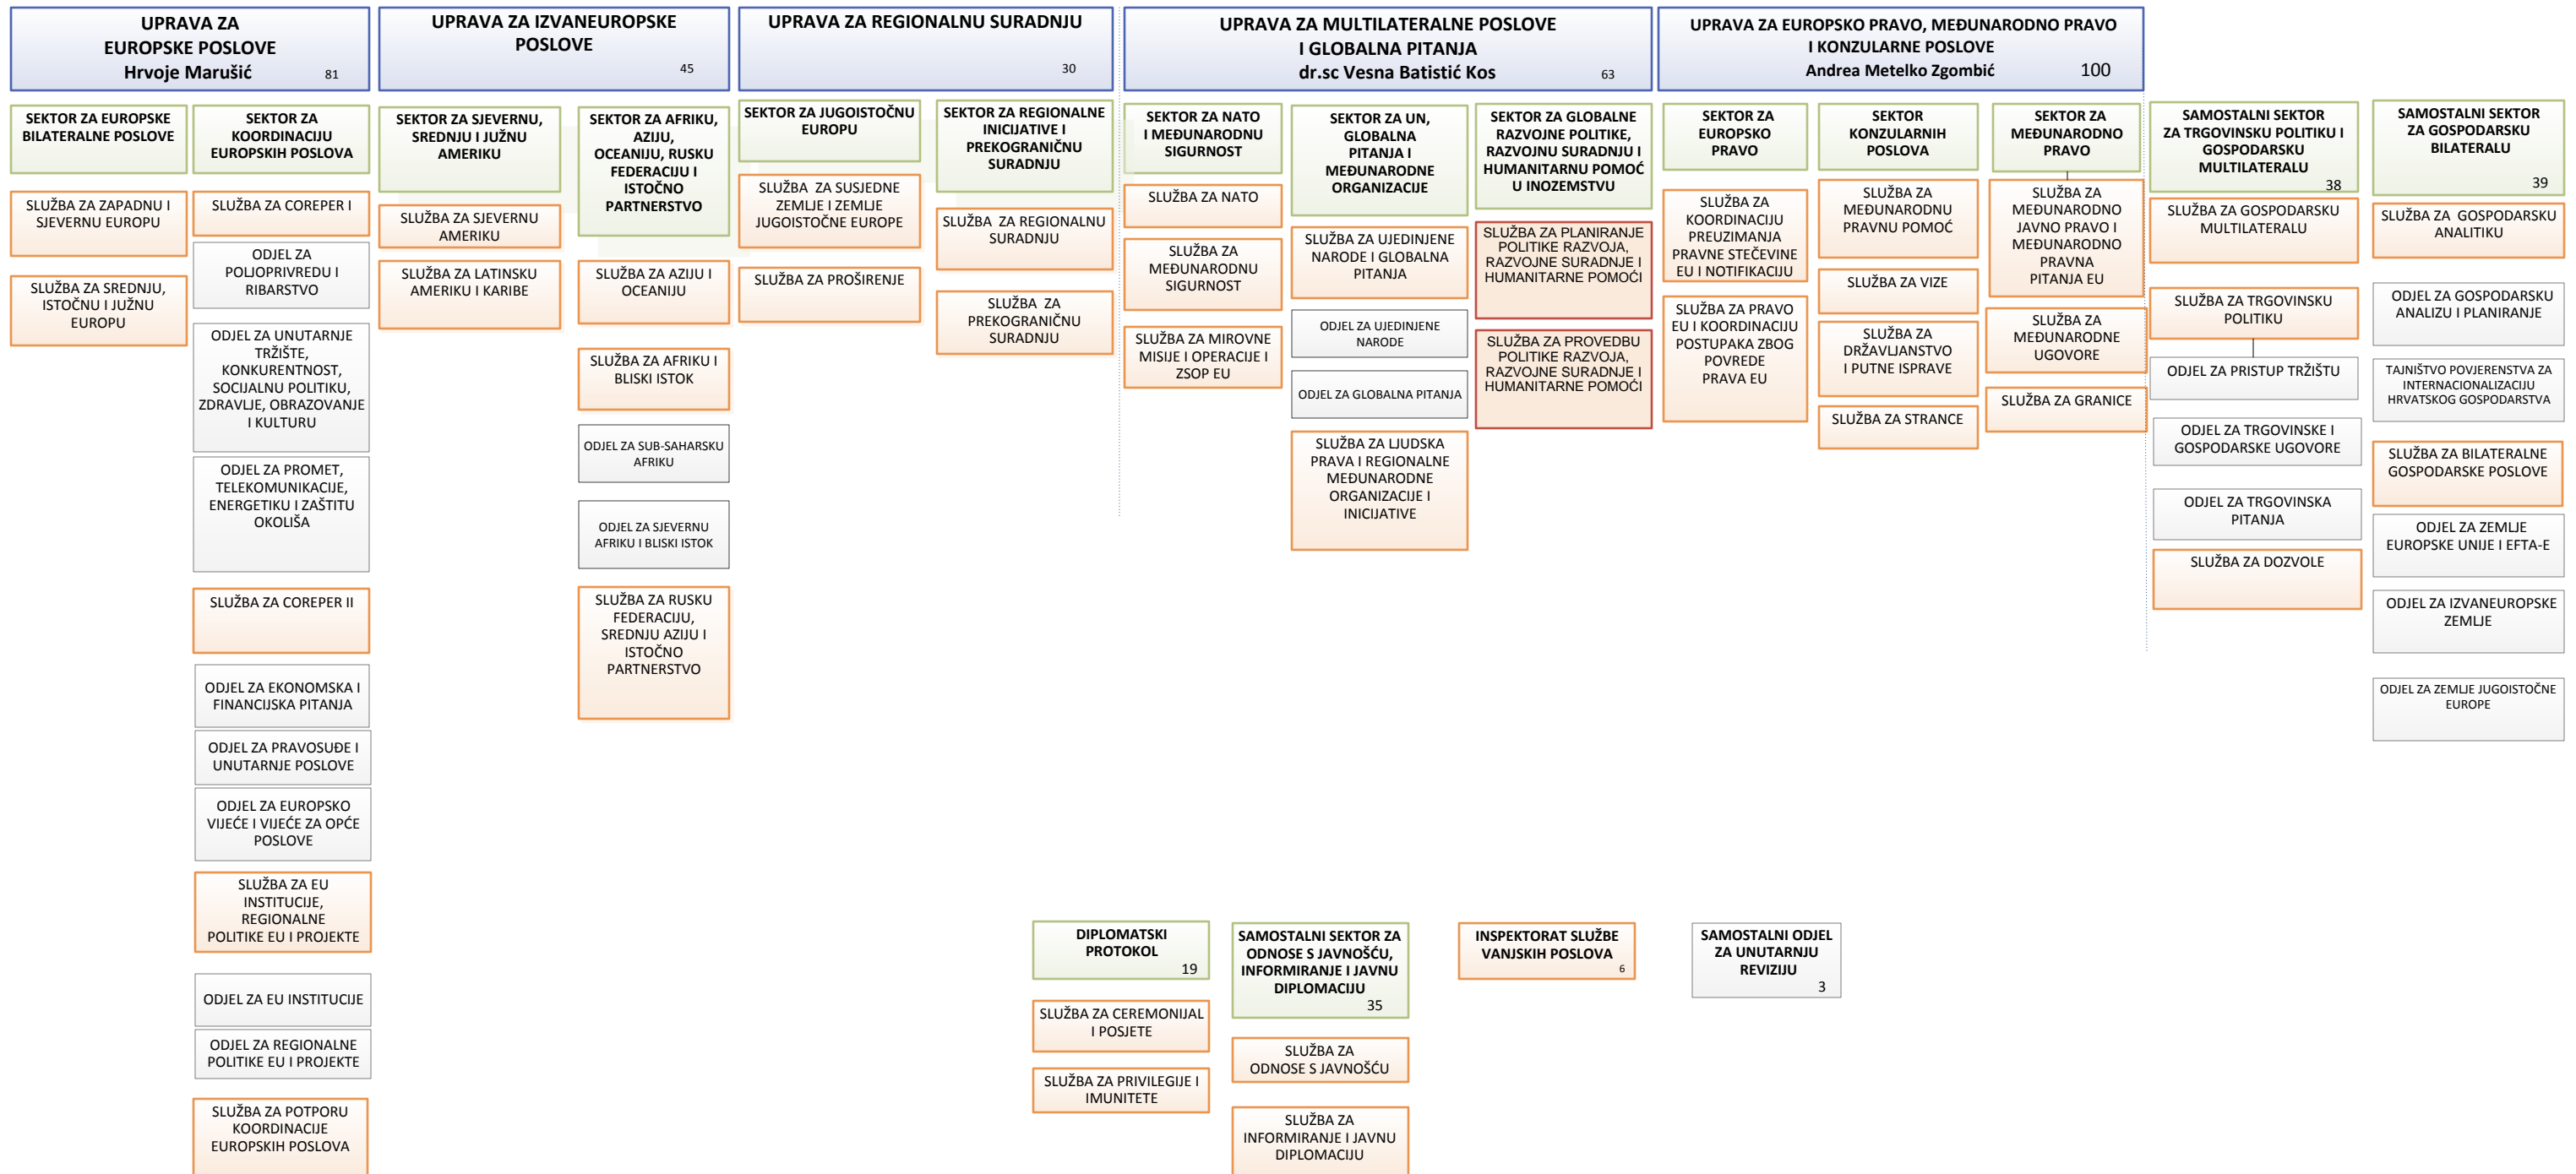 UPRAVA ZA
EUROPSKE POSLOVE
Hrvoje Marušić 81
UPRAVA ZA IZVANEUROPSKE
POSLOVE
45
UPRAVA ZA REGIONALNU SURADNJU
30
UPRAVA ZA MULTILATERALNE POSLOVE
I GLOBALNA PITANJA
dr.sc Vesna Batistić Kos 63
UPRAVA ZA EUROPSKO PRAVO, MEĐUNARODNO PRAVO
I KONZULARNE POSLOVE
Andrea Metelko Zgombić 100
SEKTOR ZA EUROPSKE
BILATERALNE POSLOVE
SLUŽBA ZA ZAPADNU I
SJEVERNU EUROPU
SLUŽBA ZA SREDNJU,
ISTOČNU I JUŽNU
EUROPU
SEKTOR ZA
KOORDINACIJU
EUROPSKIH POSLOVA
SLUŽBA ZA COREPER I
ODJEL ZA
POLJOPRIVREDU I
RIBARSTVO
ODJEL ZA UNUTARNJE
TRŽIŠTE,
KONKURENTNOST,
SOCIJALNU POLITIKU,
ZDRAVLJE, OBRAZOVANJE
I KULTURU
ODJEL ZA PROMET,
TELEKOMUNIKACIJE,
ENERGETIKU I ZAŠTITU
OKOLIŠA
SLUŽBA ZA COREPER II
ODJEL ZA EKONOMSKA I
FINANCIJSKA PITANJA
ODJEL ZA PRAVOSUĐE I
UNUTARNJE POSLOVE
ODJEL ZA EUROPSKO
VIJEĆE I VIJEĆE ZA OPĆE
POSLOVE
SLUŽBA ZA EU
INSTITUCIJE,
REGIONALNE
POLITIKE EU I PROJEKTE
ODJEL ZA EU INSTITUCIJE
ODJEL ZA REGIONALNE
POLITIKE EU I PROJEKTE
SLUŽBA ZA POTPORU
KOORDINACIJE
EUROPSKIH POSLOVA
SEKTOR ZA SJEVERNU,
SREDNJU I JUŽNU
AMERIKU
SLUŽBA ZA SJEVERNU
AMERIKU
SLUŽBA ZA LATINSKU
AMERIKU I KARIBE
SEKTOR ZA AFRIKU,
AZIJU,
OCEANIJU, RUSKU
FEDERACIJU I
ISTOČNO
PARTNERSTVO
SLUŽBA ZA AZIJU I
OCEANIJU
SLUŽBA ZA AFRIKU I
BLISKI ISTOK
ODJEL ZA SUB-SAHARSKU
AFRIKU
ODJEL ZA SJEVERNU
AFRIKU I BLISKI ISTOK
SLUŽBA ZA RUSKU
FEDERACIJU,
SREDNJU AZIJU I
ISTOČNO
PARTNERSTVO
SEKTOR ZA JUGOISTOČNU
EUROPU
SLUŽBA ZA SUSJEDNE
ZEMLJE I ZEMLJE
JUGOISTOČNE EUROPE
SLUŽBA ZA PROŠIRENJE
SEKTOR ZA REGIONALNE
INICIJATIVE I
PREKOGRANIČNU
SURADNJU
SLUŽBA ZA REGIONALNU
SURADNJU
SLUŽBA ZA
PREKOGRANIČNU
SURADNJU
SEKTOR ZA NATO
I MEĐUNARODNU
SIGURNOST
SLUŽBA ZA NATO
SLUŽBA ZA
MEĐUNARODNU
SIGURNOST
SLUŽBA ZA MIROVNE
MISIJE I OPERACIJE I
ZSOP EU
SEKTOR ZA UN,
GLOBALNA
PITANJA I
MEĐUNARODNE
ORGANIZACIJE
SLUŽBA ZA UJEDINJENE
NARODE I GLOBALNA
PITANJA
ODJEL ZA UJEDINJENE
NARODE
ODJEL ZA GLOBALNA PITANJA
SLUŽBA ZA LJUDSKA
PRAVA I REGIONALNE
MEĐUNARODNE
ORGANIZACIJE I
INICIJATIVE
SEKTOR ZA GLOBALNE
RAZVOJNE POLITIKE,
RAZVOJNU SURADNJU I
HUMANITARNU POMOĆ
U INOZEMSTVU
SLUŽBA ZA PLANIRANJE
POLITIKE RAZVOJA,
RAZVOJNE SURADNJE I
HUMANITARNE POMOĆI
SLUŽBA ZA PROVEDBU
POLITIKE RAZVOJA,
RAZVOJNE SURADNJE I
HUMANITARNE POMOĆI
SEKTOR ZA
EUROPSKO
PRAVO
SLUŽBA ZA
KOORDINACIJU
PREUZIMANJA
PRAVNE STEČEVINE
EU I NOTIFIKACIJU
SLUŽBA ZA PRAVO
EU I KOORDINACIJU
POSTUPAKA ZBOG
POVREDE
PRAVA EU
SEKTOR
KONZULARNIH
POSLOVA
SLUŽBA ZA
MEĐUNARODNU
PRAVNU POMOĆ
SLUŽBA ZA VIZE
SLUŽBA ZA
DRŽAVLJANSTVO
I PUTNE ISPRAVE
SLUŽBA ZA STRANCE
SEKTOR ZA
MEĐUNARODNO
PRAVO
SLUŽBA ZA
MEĐUNARODNO
JAVNO PRAVO I
MEĐUNARODNO
PRAVNA
PITANJA EU
SLUŽBA ZA
MEĐUNARODNE
UGOVORE
SLUŽBA ZA GRANICE
SAMOSTALNI SEKTOR
ZA TRGOVINSKU POLITIKU I
GOSPODARSKU
MULTILATERALU
38
SLUŽBA ZA GOSPODARSKU
MULTILATERALU
SLUŽBA ZA TRGOVINSKU
POLITIKU
ODJEL ZA PRISTUP TRŽIŠTU
ODJEL ZA TRGOVINSKE I
GOSPODARSKE UGOVORE
ODJEL ZA TRGOVINSKA
PITANJA
SLUŽBA ZA DOZVOLE
SAMOSTALNI SEKTOR
ZA GOSPODARSKU
BILATERALU
39
SLUŽBA ZA GOSPODARSKU
ANALITIKU
ODJEL ZA GOSPODARSKU
ANALIZU I PLANIRANJE
TAJNIŠTVO POVJERENSTVA ZA
INTERNACIONALIZACIJU
HRVATSKOG GOSPODARSTVA
SLUŽBA ZA BILATERALNE
GOSPODARSKE POSLOVE
ODJEL ZA ZEMLJE
EUROPSKE UNIJE I EFTA-E
ODJEL ZA IZVANEUROPSKE
ZEMLJE
ODJEL ZA ZEMLJE JUGOISTOČNE
EUROPE
DIPLOMATSKI
PROTOKOL
19
SLUŽBA ZA CEREMONIJAL
I POSJETE
SLUŽBA ZA PRIVILEGIJE I
IMUNITETE
SAMOSTALNI SEKTOR ZA
ODNOSE S JAVNOŠĆU,
INFORMIRANJE I JAVNU
DIPLOMACIJU
35
SLUŽBA ZA
ODNOSE S JAVNOŠĆU
SLUŽBA ZA
INFORMIRANJE I JAVNU
DIPLOMACIJU
INSPEKTORAT SLUŽBE
VANJSKIH POSLOVA
6
SAMOSTALNI ODJEL
ZA UNUTARNJU
REVIZIJU
3